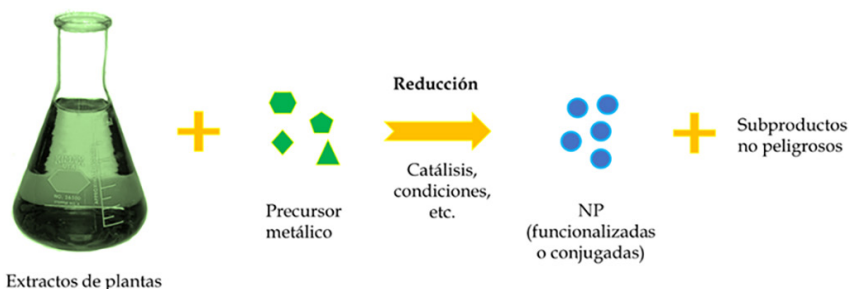 Extractos de plantas
Precursor
metálico
Reducción
Catálisis,
condiciones,
etc.
NP
(funcionalizadas
o conjugadas)
Subproductos
no peligrosos